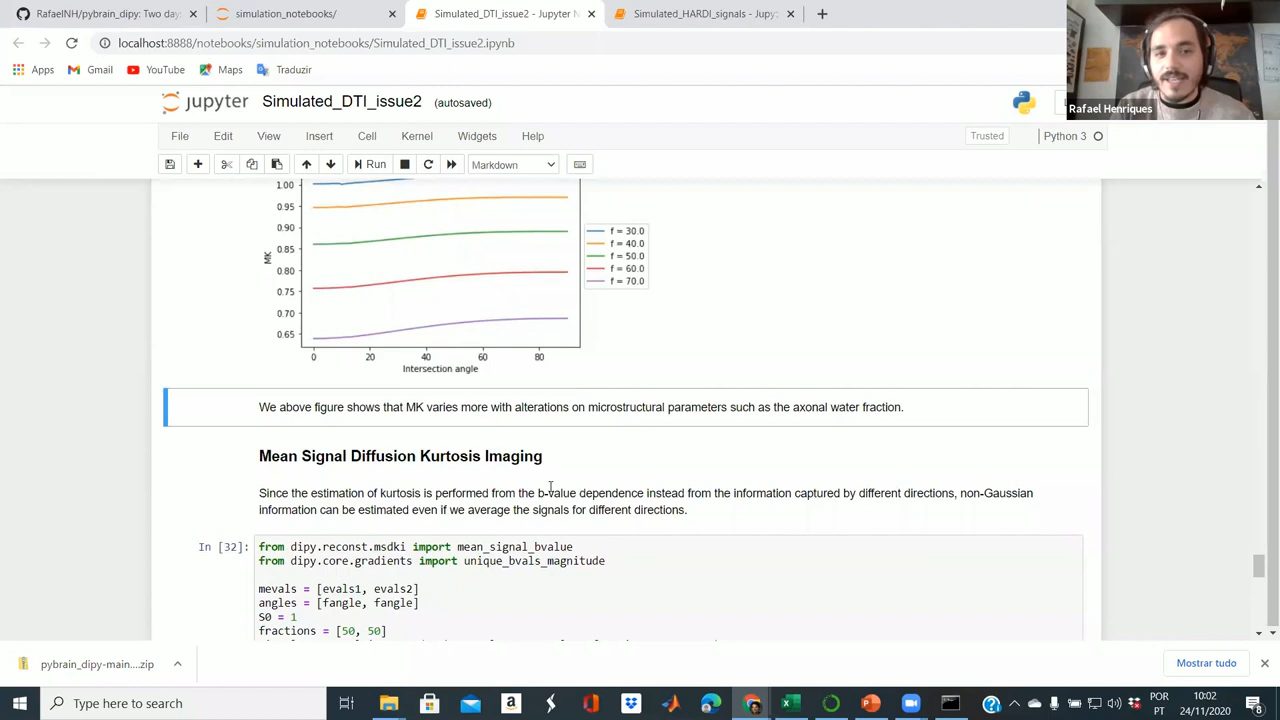 RafaelNH/pybrain_dipy: Two day
simulation_notebooks/
Simulated_DTI_issue2 - Jupyter N
Simulated_HARDI_signals - Jupy
localhost:8888/notebooks/simulation_notebooks/Simulated_DTI_issue2.ipynb
Apps
Gmail
YouTube
Maps
Traduzir
Rafael Henriques
jupyter
Simulated_DTI_issue2
(autosaved)
File
Edit
View
Insert
Cell
Kernel
Widgets
Help
Trusted
Python 3
Run
Markdown
1.00
0.95
0.90
0.85
0.80
0.75
0.70
0.65
MK
0 20 40 60 80
Intersection angle
f = 30.0
f = 40.0
f = 50.0
f = 60.0
f = 70.0
We above figure shows that MK varies more with alterations on microstructural parameters such as the axonal water fraction.
Mean Signal Diffusion Kurtosis Imaging
Since the estimation of kurtosis is performed from the b-value dependence instead from the information captured by different directions, non-Gaussian
information can be estimated even if we average the signals for different directions.
In [32]:
from dipy.reconst.msdki import mean_signal_bvalue
from dipy.core.gradients import unique_bvals_magnitude
mevals = [evals1, evals2]
angles = [fangle, fangle]
S0 = 1
fractions = [50, 50]
pybrain_dipy-main....zip
Mostrar tudo
Type here to search
POR
PT
10:02
24/11/2020
8